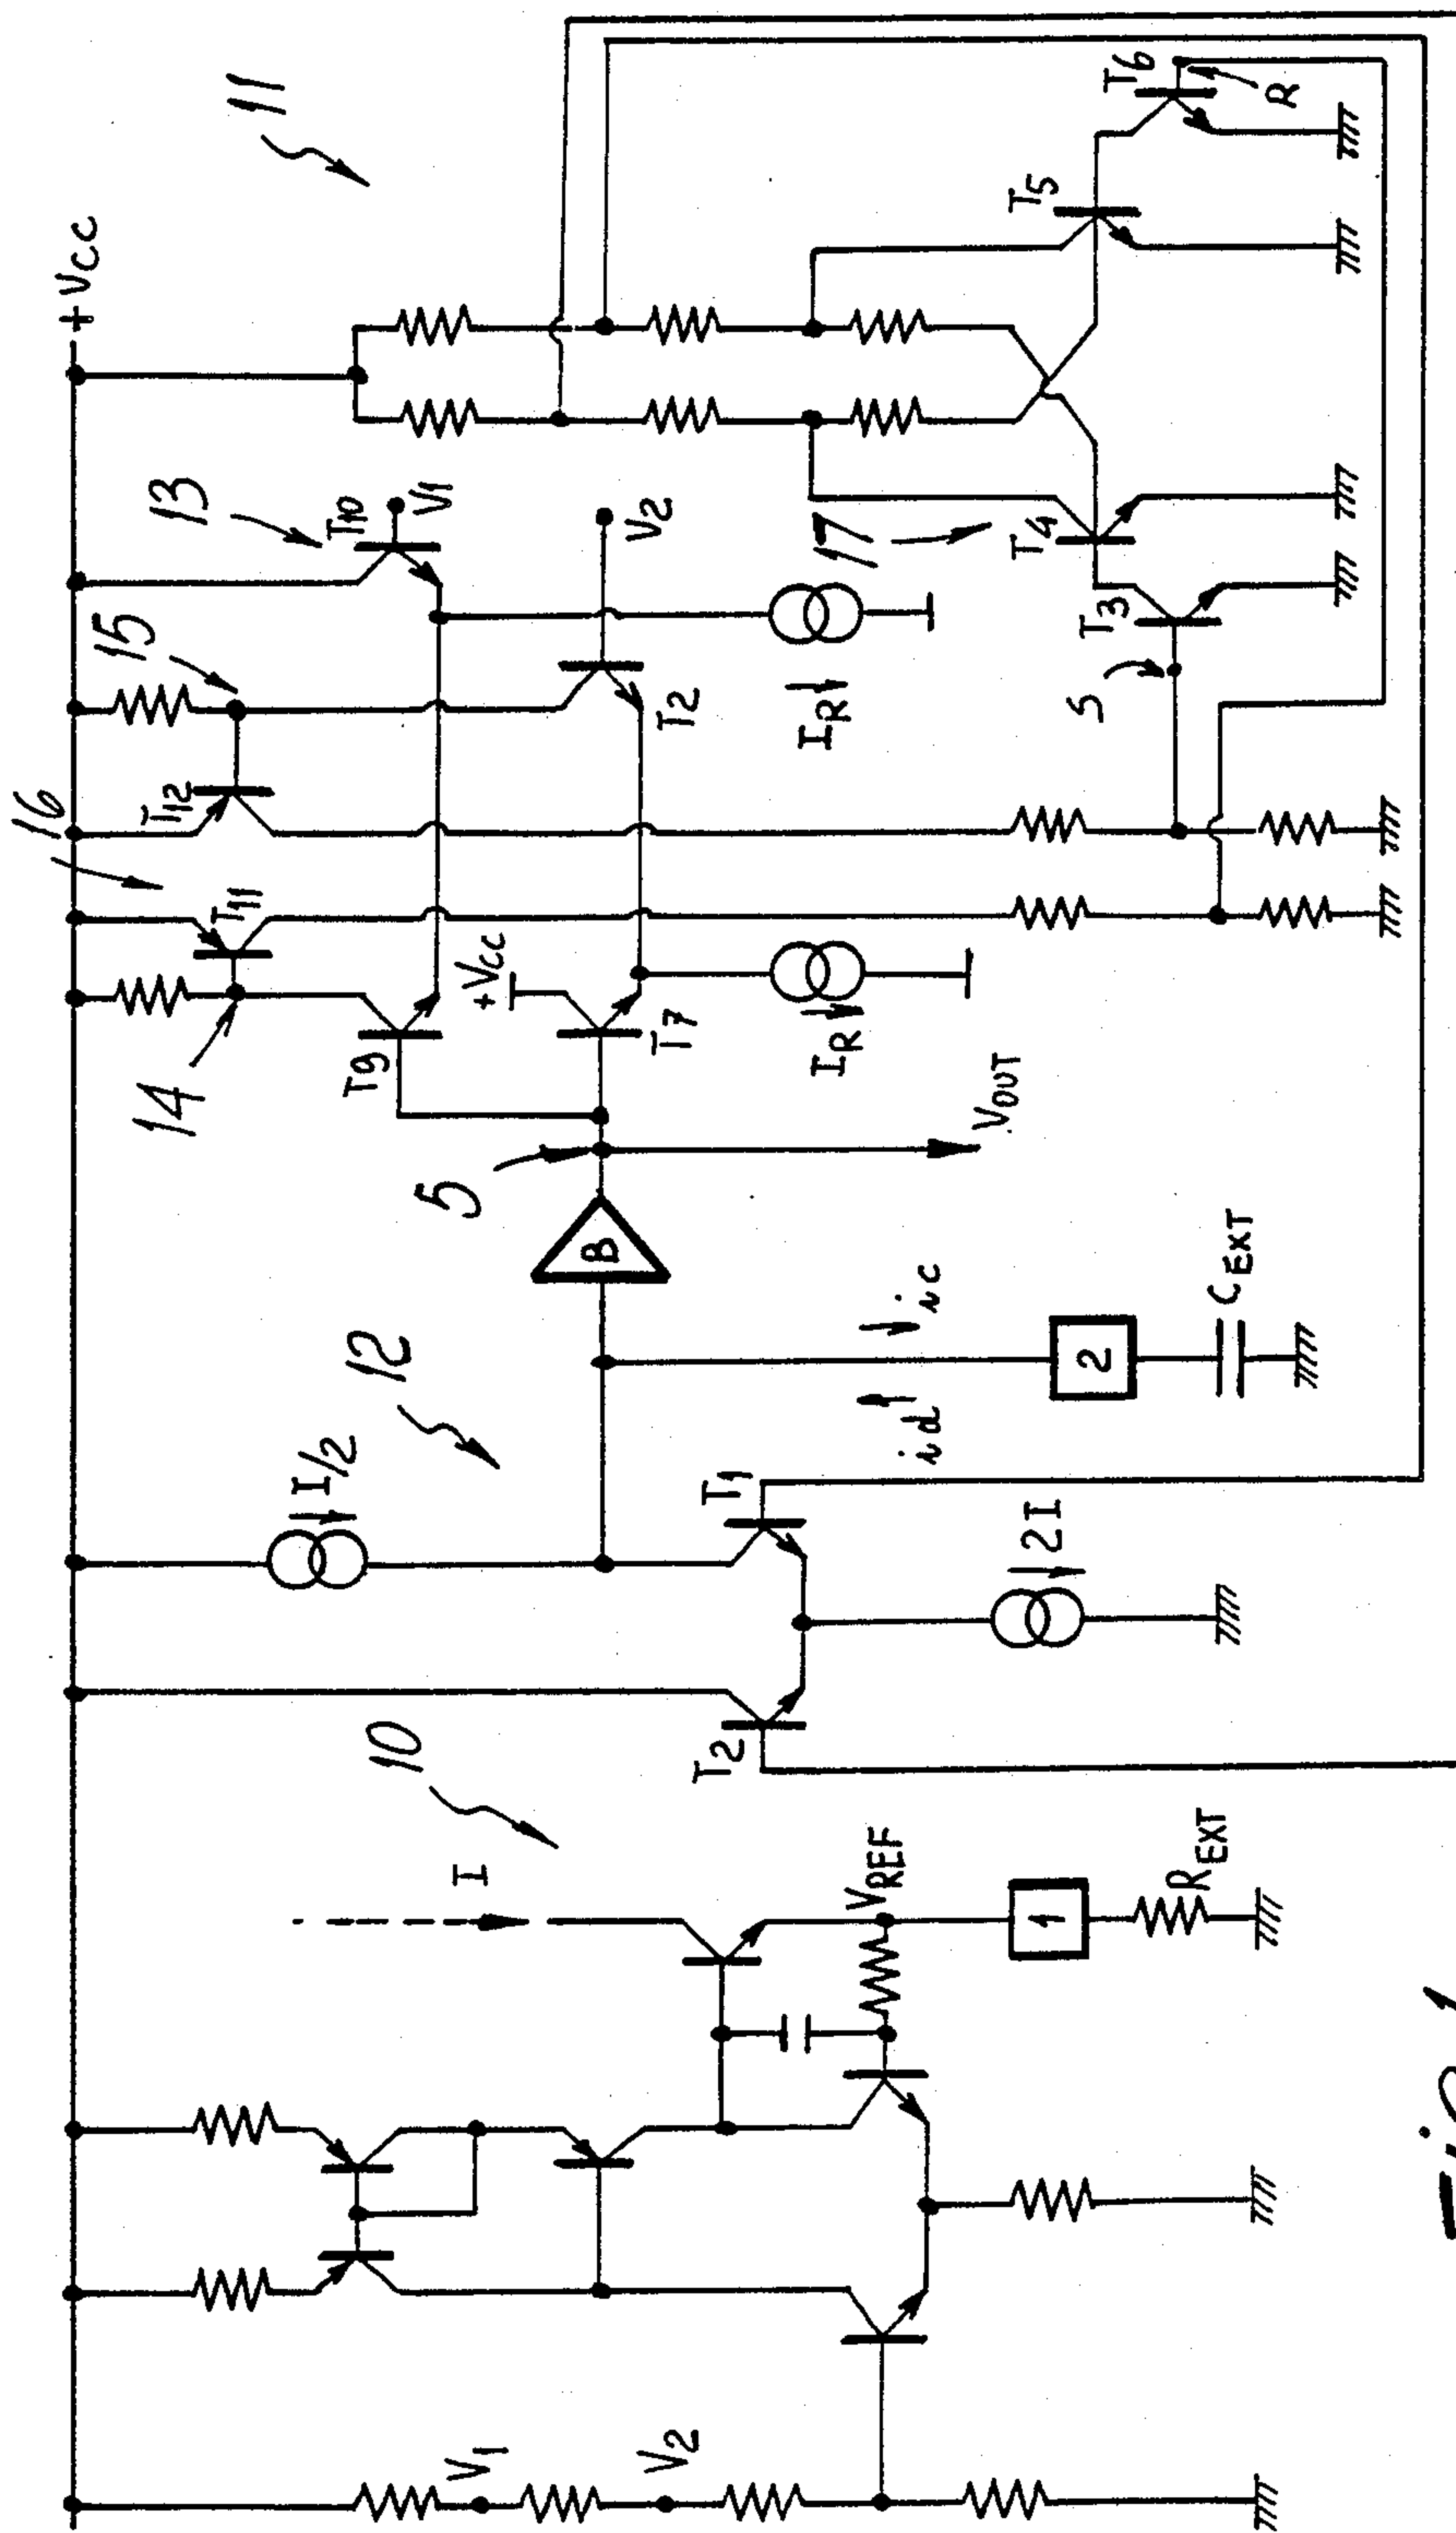 +Vcc
11
10
12
13
14
15
16
17
V1
V2
I
VREF
1
REXT
T2
T1
I/2
2I
id
ic
2
CEXT
B
5
VOUT
T9
T7
+Vcc
IR
T11
T12
T2
IR
T10
V1
V2
S
T3
T4
T5
T6
R
Fig.1